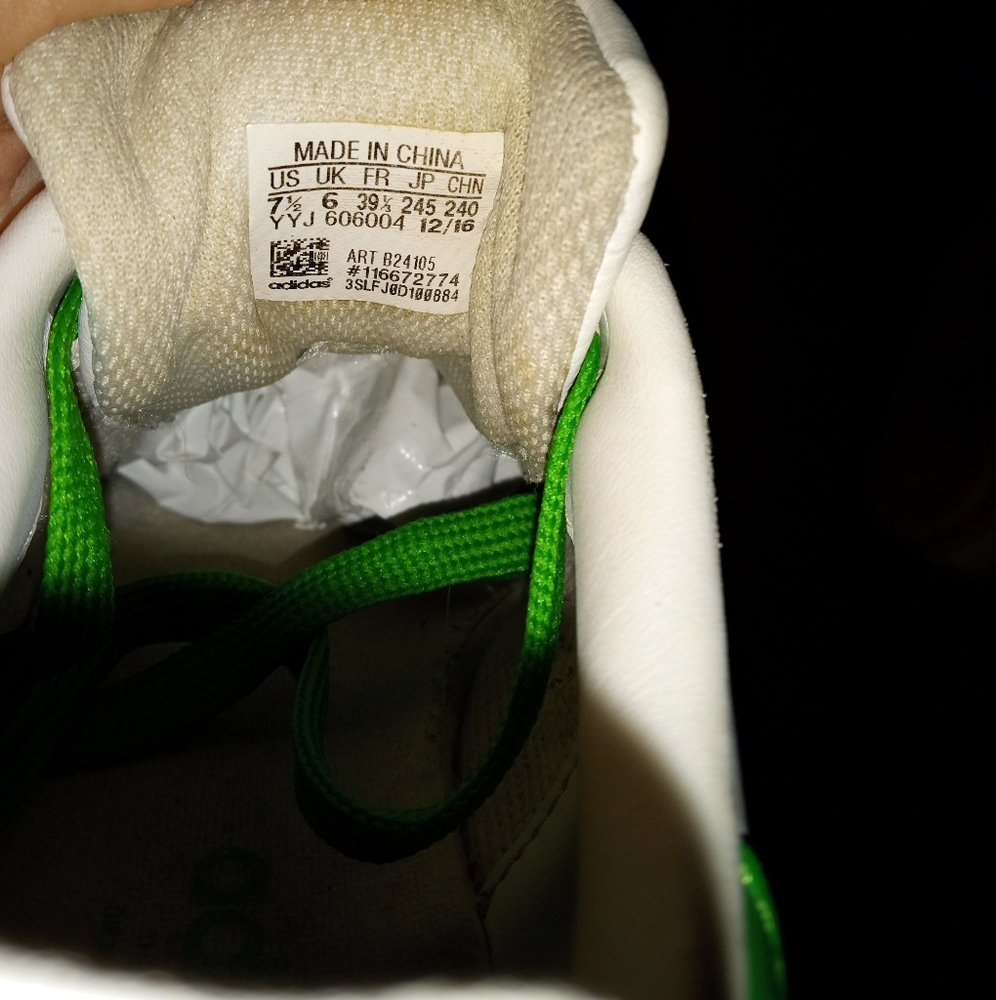 MADE IN CHINA
US UK FR JP CHN
7½ 6 39⅓ 245 240
YYJ 606004 12/16
ART B24105
#116672774
adidas® 3SLFJ0D100884